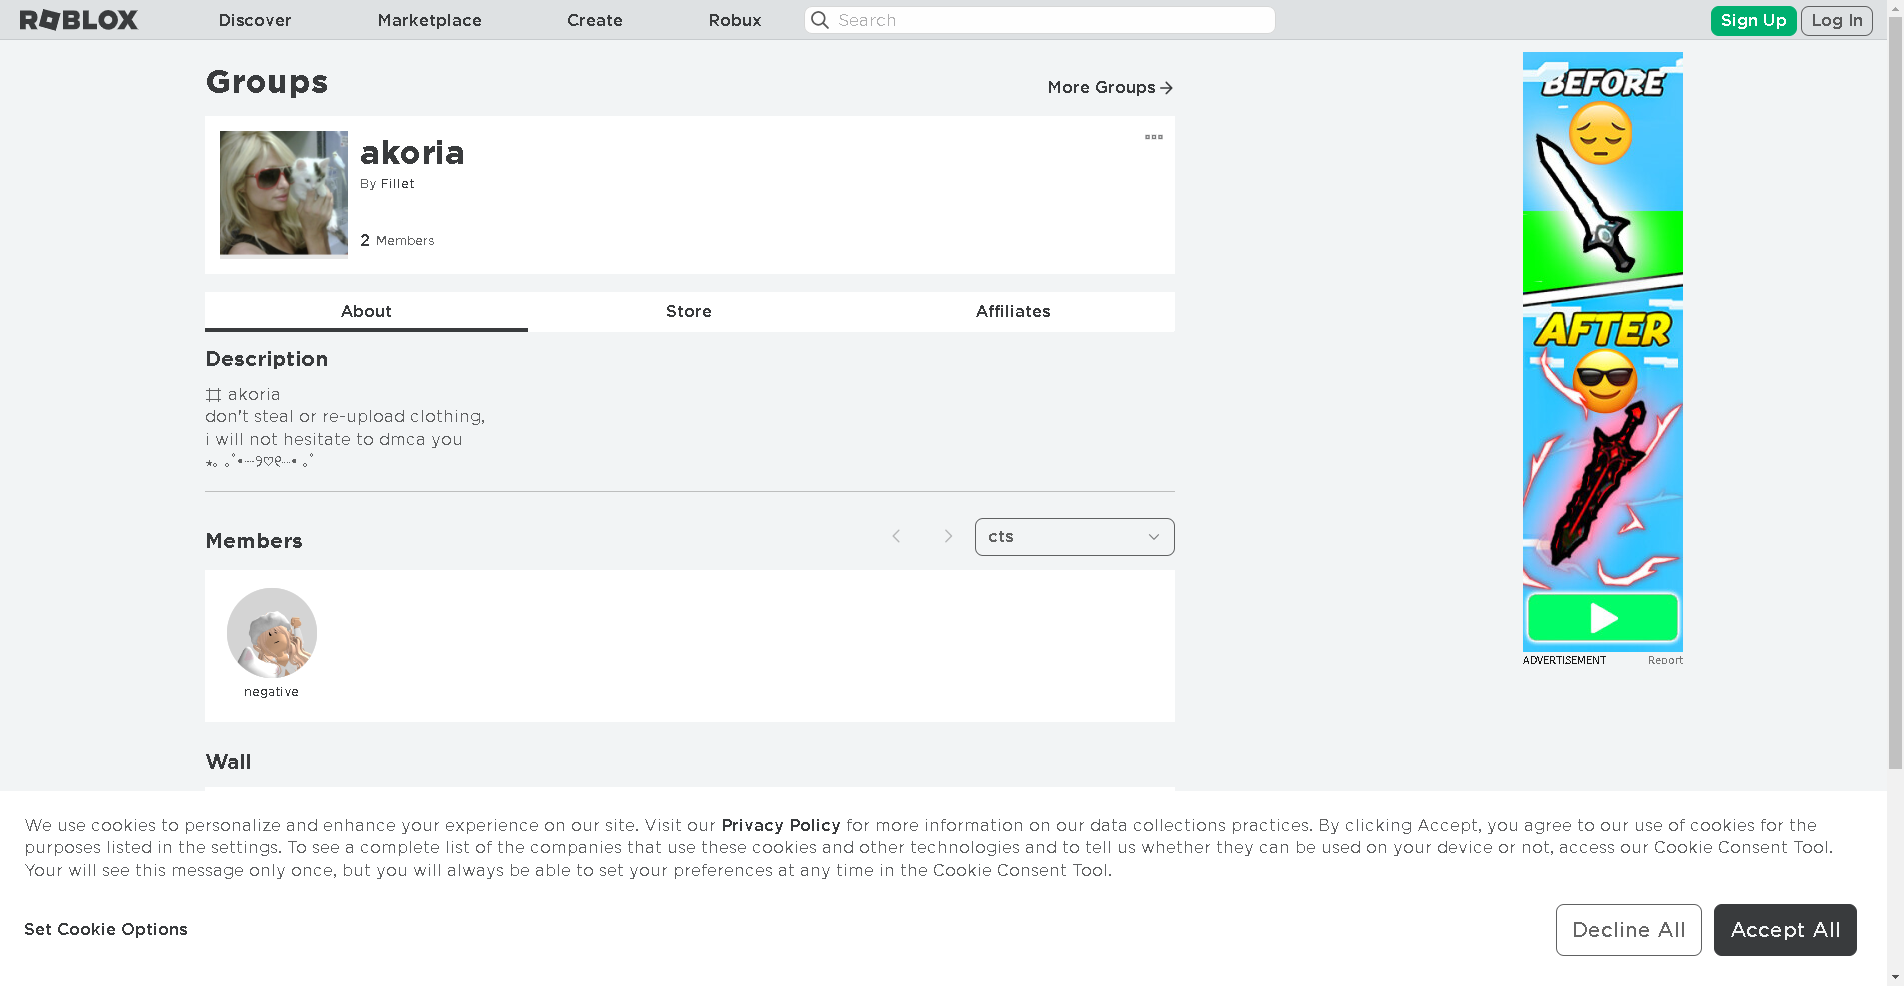 ROBLOX Discover Marketplace Create Robux Search Sign Up Log In
Groups
More Groups
akoria
By Fillet
2 Members
About Store Affiliates
Description
⌗ akoria
don't steal or re-upload clothing,
i will not hesitate to dmca you
⋆｡ ｡˚•┈୨♡୧┈• ｡˚
Members
cts
negative
Wall
BEFORE
AFTER
ADVERTISEMENT Report
We use cookies to personalize and enhance your experience on our site. Visit our Privacy Policy for more information on our data collections practices. By clicking Accept, you agree to our use of cookies for the
purposes listed in the settings. To see a complete list of the companies that use these cookies and other technologies and to tell us whether they can be used on your device or not, access our Cookie Consent Tool.
Your will see this message only once, but you will always be able to set your preferences at any time in the Cookie Consent Tool.
Set Cookie Options
Decline All
Accept All